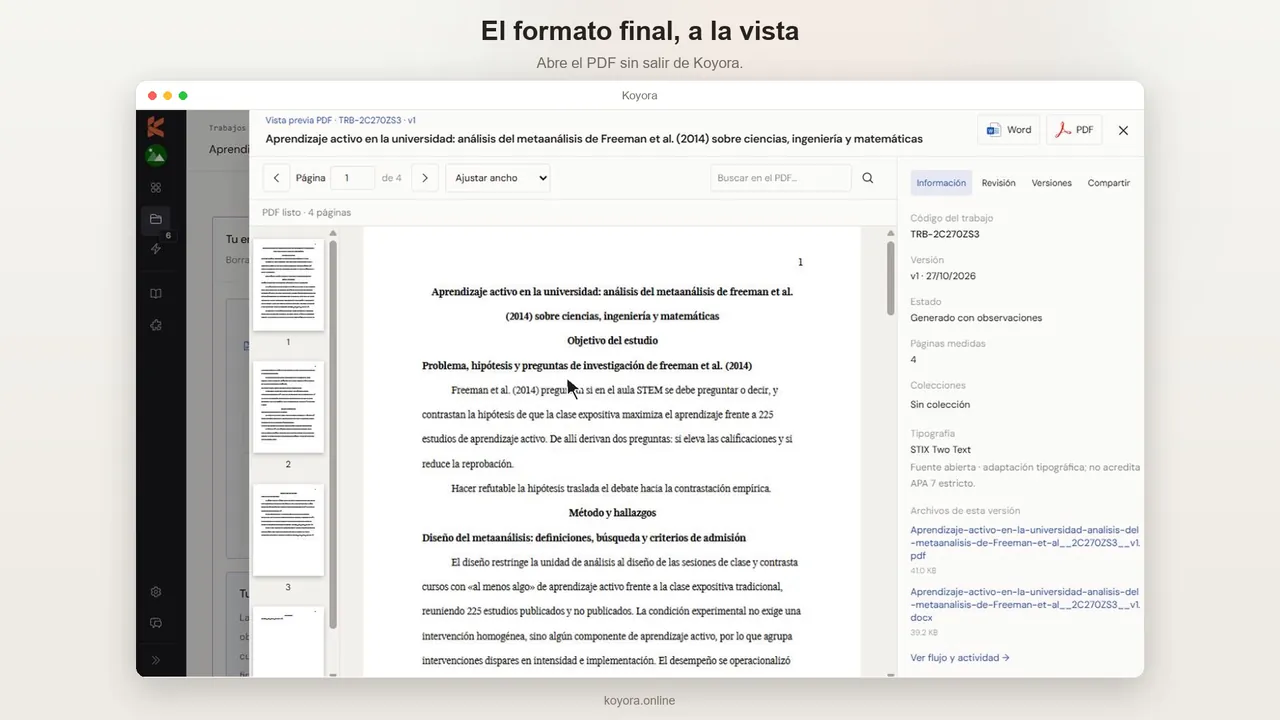 El formato final, a la vista
Abre el PDF sin salir de Koyora.
Koyora
Trabajos
Aprendi
6
Tu en
Borra
Tu
La
ob
cu
fic
Vista previa PDF · TRB-2C270ZS3 · v1
Aprendizaje activo en la universidad: análisis del metaanálisis de Freeman et al. (2014) sobre ciencias, ingeniería y matemáticas
Word
PDF
Página
1
de 4
Ajustar ancho
Buscar en el PDF...
PDF listo · 4 páginas
1
2
3
1
Aprendizaje activo en la universidad: análisis del metaanálisis de freeman et al.
(2014) sobre ciencias, ingeniería y matemáticas
Objetivo del estudio
Problema, hipótesis y preguntas de investigación de freeman et al. (2014)
Freeman et al. (2014) si en el aula STEM se debe preguntar o decir, y
contrastan la hipótesis de que la clase expositiva maximiza el aprendizaje frente a 225
estudios de aprendizaje activo. De allí derivan dos preguntas: si eleva las calificaciones y si
reduce la reprobación.
Hacer refutable la hipótesis traslada el debate hacia la contrastación empírica.
Método y hallazgos
Diseño del metaanálisis: definiciones, búsqueda y criterios de admisión
El diseño restringe la unidad de análisis al diseño de las sesiones de clase y contrasta
cursos con «al menos algo» de aprendizaje activo frente a la clase expositiva tradicional,
reuniendo 225 estudios publicados y no publicados. La condición experimental no exige una
intervención homogénea, sino algún componente de aprendizaje activo, por lo que agrupa
intervenciones dispares en intensidad e implementación. El desempeño se operacionalizó
Información
Revisión
Versiones
Compartir
Código del trabajo
TRB-2C270ZS3
Versión
v1 · 27/10/2026
Estado
Generado con observaciones
Páginas medidas
4
Colecciones
Sin colección
Tipografía
STIX Two Text
Fuente abierta · adaptación tipográfica; no acredita
APA 7 estricto.
Archivos de esta versión
Aprendizaje-activo-en-la-universidad-analisis-del
-metaanalisis-de-Freeman-et-al__2C270ZS3__v1.
pdf
41.0 KB
Aprendizaje-activo-en-la-universidad-analisis-del
-metaanalisis-de-Freeman-et-al__2C270ZS3__v1.
docx
39.2 KB
Ver flujo y actividad →
koyora.online